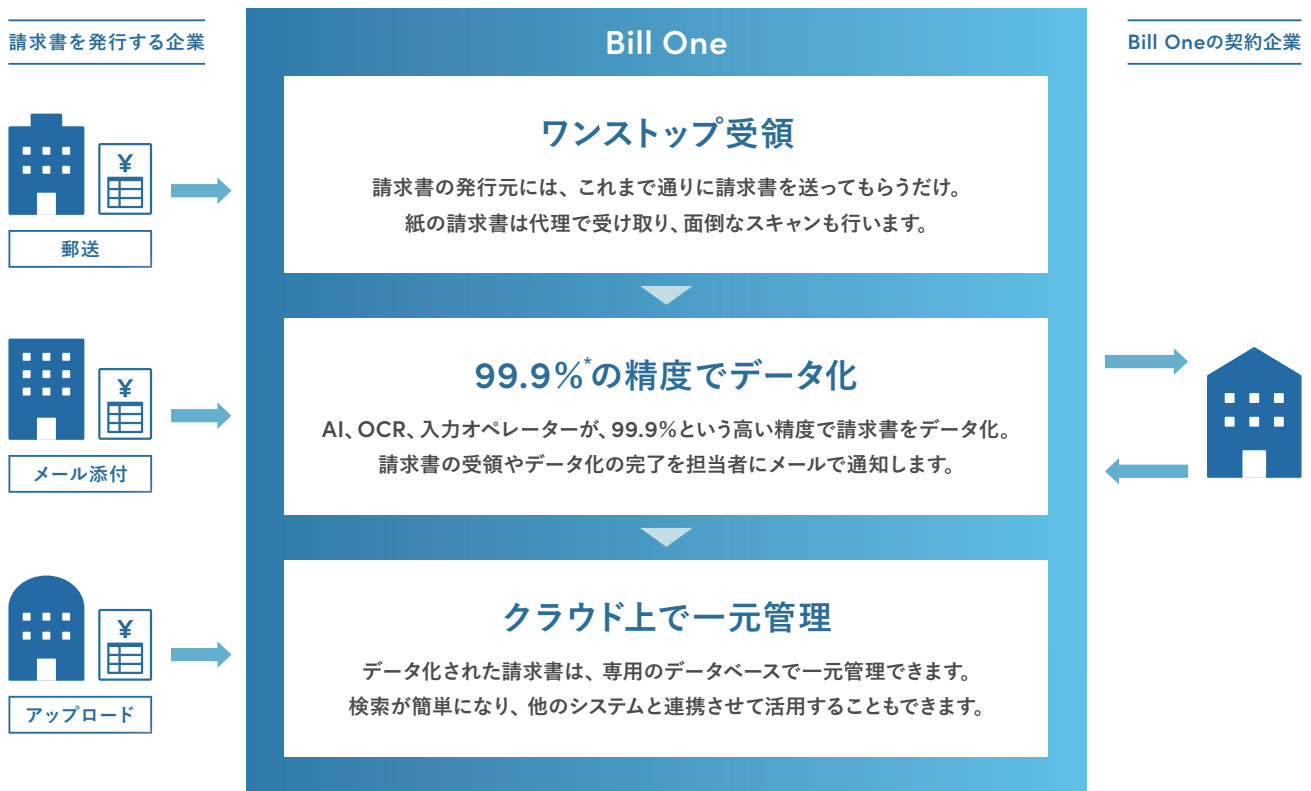 請求書を発行する企業
Bill One
Bill Oneの契約企業
¥
郵送
¥
メール添付
¥
アップロード
ワンストップ受領
請求書の発行元には、これまで通りに請求書を送ってもらうだけ。
紙の請求書は代理で受け取り、面倒なスキャンも行います。
99.9%*の精度でデータ化
AI、OCR、入力オペレーターが、99.9%という高い精度で請求書をデータ化。
請求書の受領やデータ化の完了を担当者にメールで通知します。
クラウド上で一元管理
データ化された請求書は、専用のデータベースで一元管理できます。
検索が簡単になり、他のシステムと連携させて活用することもできます。